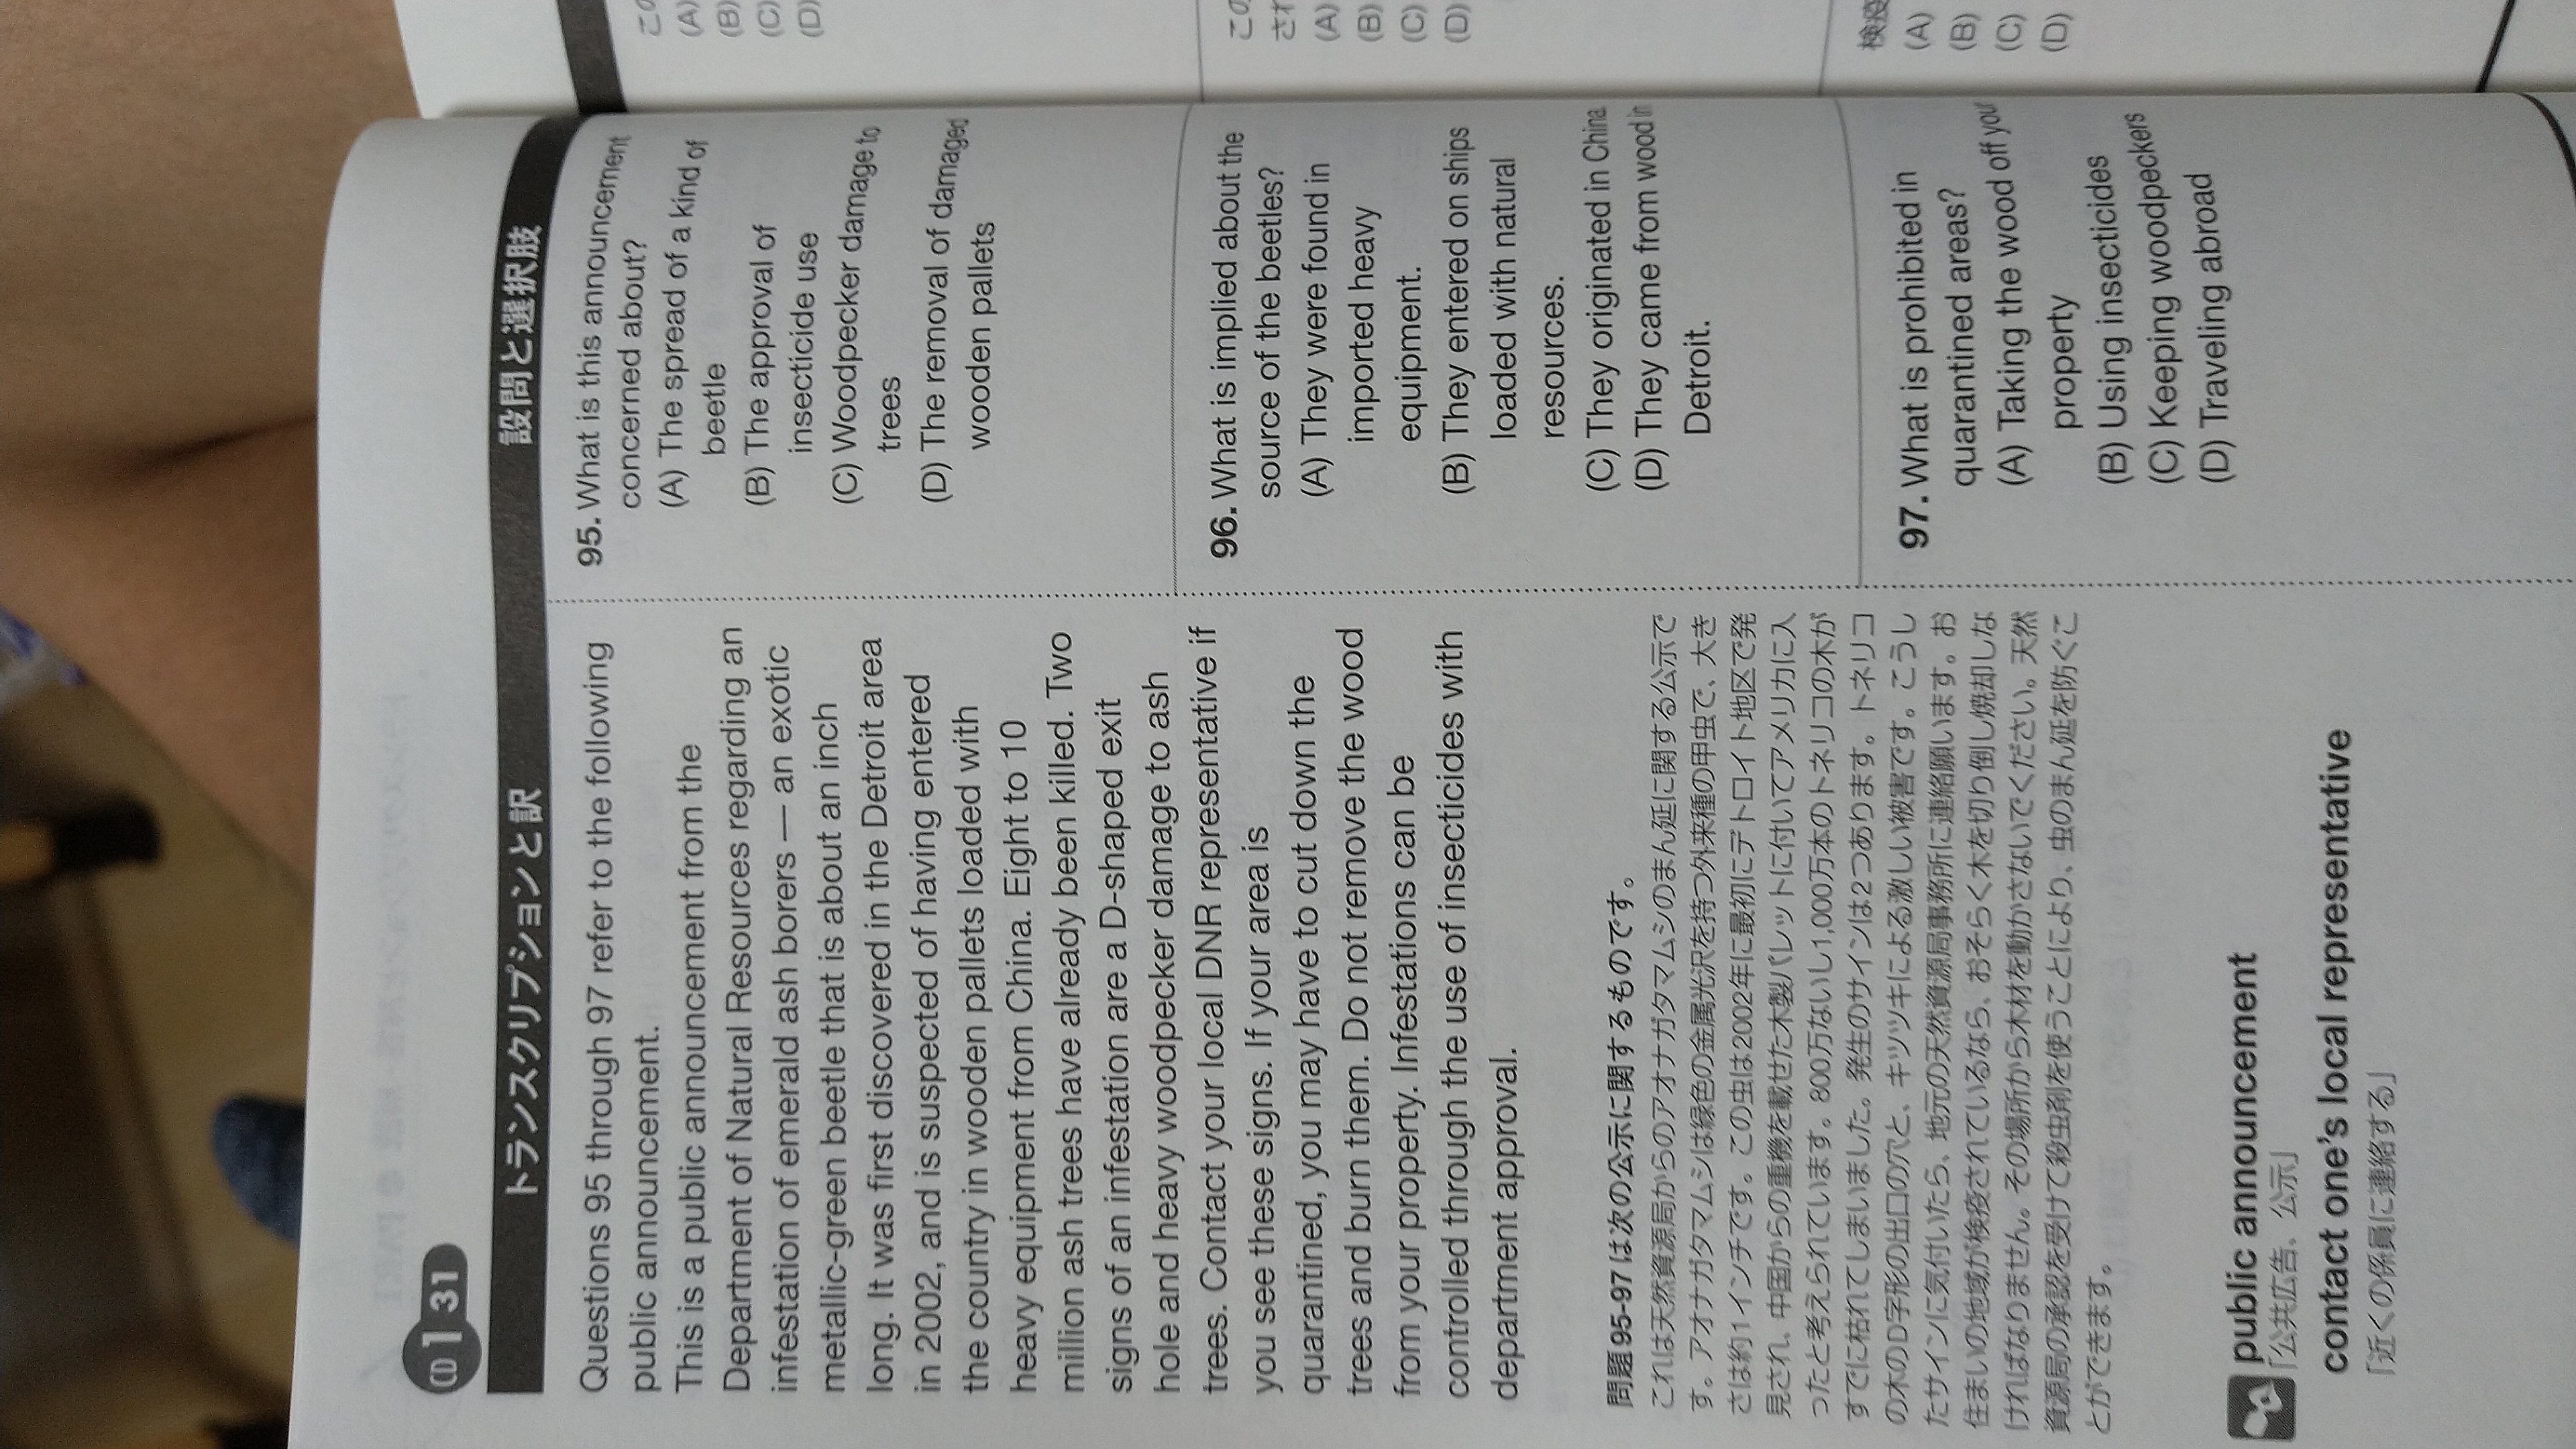 CD 1 31
トランスクリプションと訳
Questions 95 through 97 refer to the following
public announcement.
This is a public announcement from the
Department of Natural Resources regarding an
infestation of emerald ash borers — an exotic
metallic-green beetle that is about an inch
long. It was first discovered in the Detroit area
in 2002, and is suspected of having entered
the country in wooden pallets loaded with
heavy equipment from China. Eight to 10
million ash trees have already been killed. Two
signs of an infestation are a D-shaped exit
hole and heavy woodpecker damage to ash
trees. Contact your local DNR representative if
you see these signs. If your area is
quarantined, you may have to cut down the
trees and burn them. Do not remove the wood
from your property. Infestations can be
controlled through the use of insecticides with
department approval.
問題95-97は次の公示に関するものです。
これは天然資源局からのアオナガタマムシのまん延に関する公示で
す。アオナガタマムシは緑色の金属光沢を持つ外来種の甲虫で、大き
さは約1インチです。この虫は2002年に最初にデトロイト地区で発
見され、中国からの重機を載せた木製パレットに付いてアメリカに入
ったと考えられています。800万ないし1,000万本のトネリコの木が
すでに枯れてしまいました。発生のサインは2つあります。トネリコ
の木のD字形の出口の穴と、キツツキによる激しい被害です。こうし
たサインに気付いたら、地元の天然資源局事務所に連絡願います。お
住まいの地域が検疫されているなら、おそらく木を切り倒し焼却しな
ければなりません。その場所から木材を動かさないでください。天然
資源局の承認を受けて殺虫剤を使うことにより、虫のまん延を防ぐこ
とができます。
public announcement
「公共広告、公示」
contact one's local representative
「近くの係員に連絡する」
設問と選択肢
95. What is this announcement
concerned about?
(A) The spread of a kind of
beetle
(B) The approval of
insecticide use
(C) Woodpecker damage to
trees
(D) The removal of damaged
wooden pallets
96. What is implied about the
source of the beetles?
(A) They were found in
imported heavy
equipment.
(B) They entered on ships
loaded with natural
resources.
(C) They originated in China.
(D) They came from wood in
Detroit.
97. What is prohibited in
quarantined areas?
(A) Taking the wood off your
property
(B) Using insecticides
(C) Keeping woodpeckers
(D) Traveling abroad
(A)
(B)
(C)
(D)
(A)
(B)
(C)
(D)
検疫
(A)
(B)
(C)
(D)